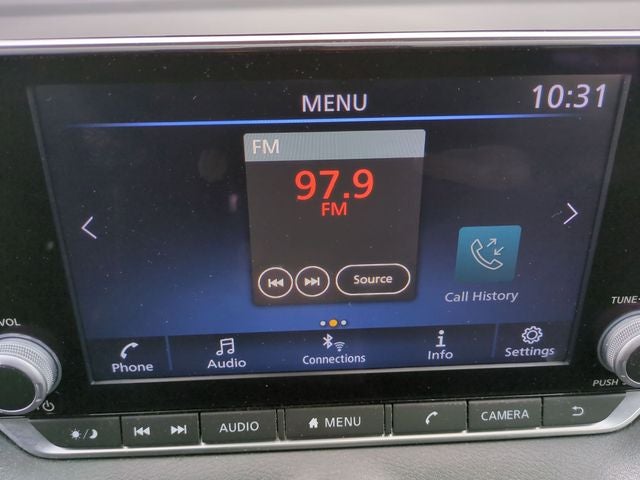 MENU
10:31
FM
97.9
FM
Source
Call History
TUNE
VOL
Phone
Audio
Connections
Info
Settings
PUSH
AUDIO
MENU
CAMERA